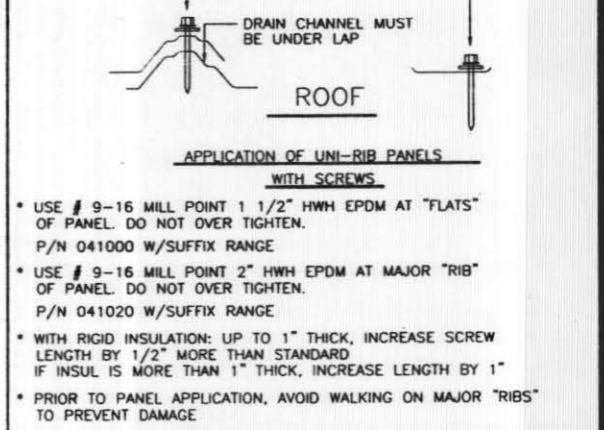 DRAIN CHANNEL MUST
BE UNDER LAP
ROOF
APPLICATION OF UNI-RIB PANELS
WITH SCREWS
* USE # 9-16 MILL POINT 1 1/2" HWH EPDM AT "FLATS"
OF PANEL. DO NOT OVER TIGHTEN.
P/N 041000 W/SUFFIX RANGE
* USE # 9-16 MILL POINT 2" HWH EPDM AT MAJOR "RIB"
OF PANEL. DO NOT OVER TIGHTEN.
P/N 041020 W/SUFFIX RANGE
* WITH RIGID INSULATION: UP TO 1" THICK, INCREASE SCREW
LENGTH BY 1/2" MORE THAN STANDARD
IF INSUL IS MORE THAN 1" THICK, INCREASE LENGTH BY 1"
* PRIOR TO PANEL APPLICATION, AVOID WALKING ON MAJOR "RIBS"
TO PREVENT DAMAGE